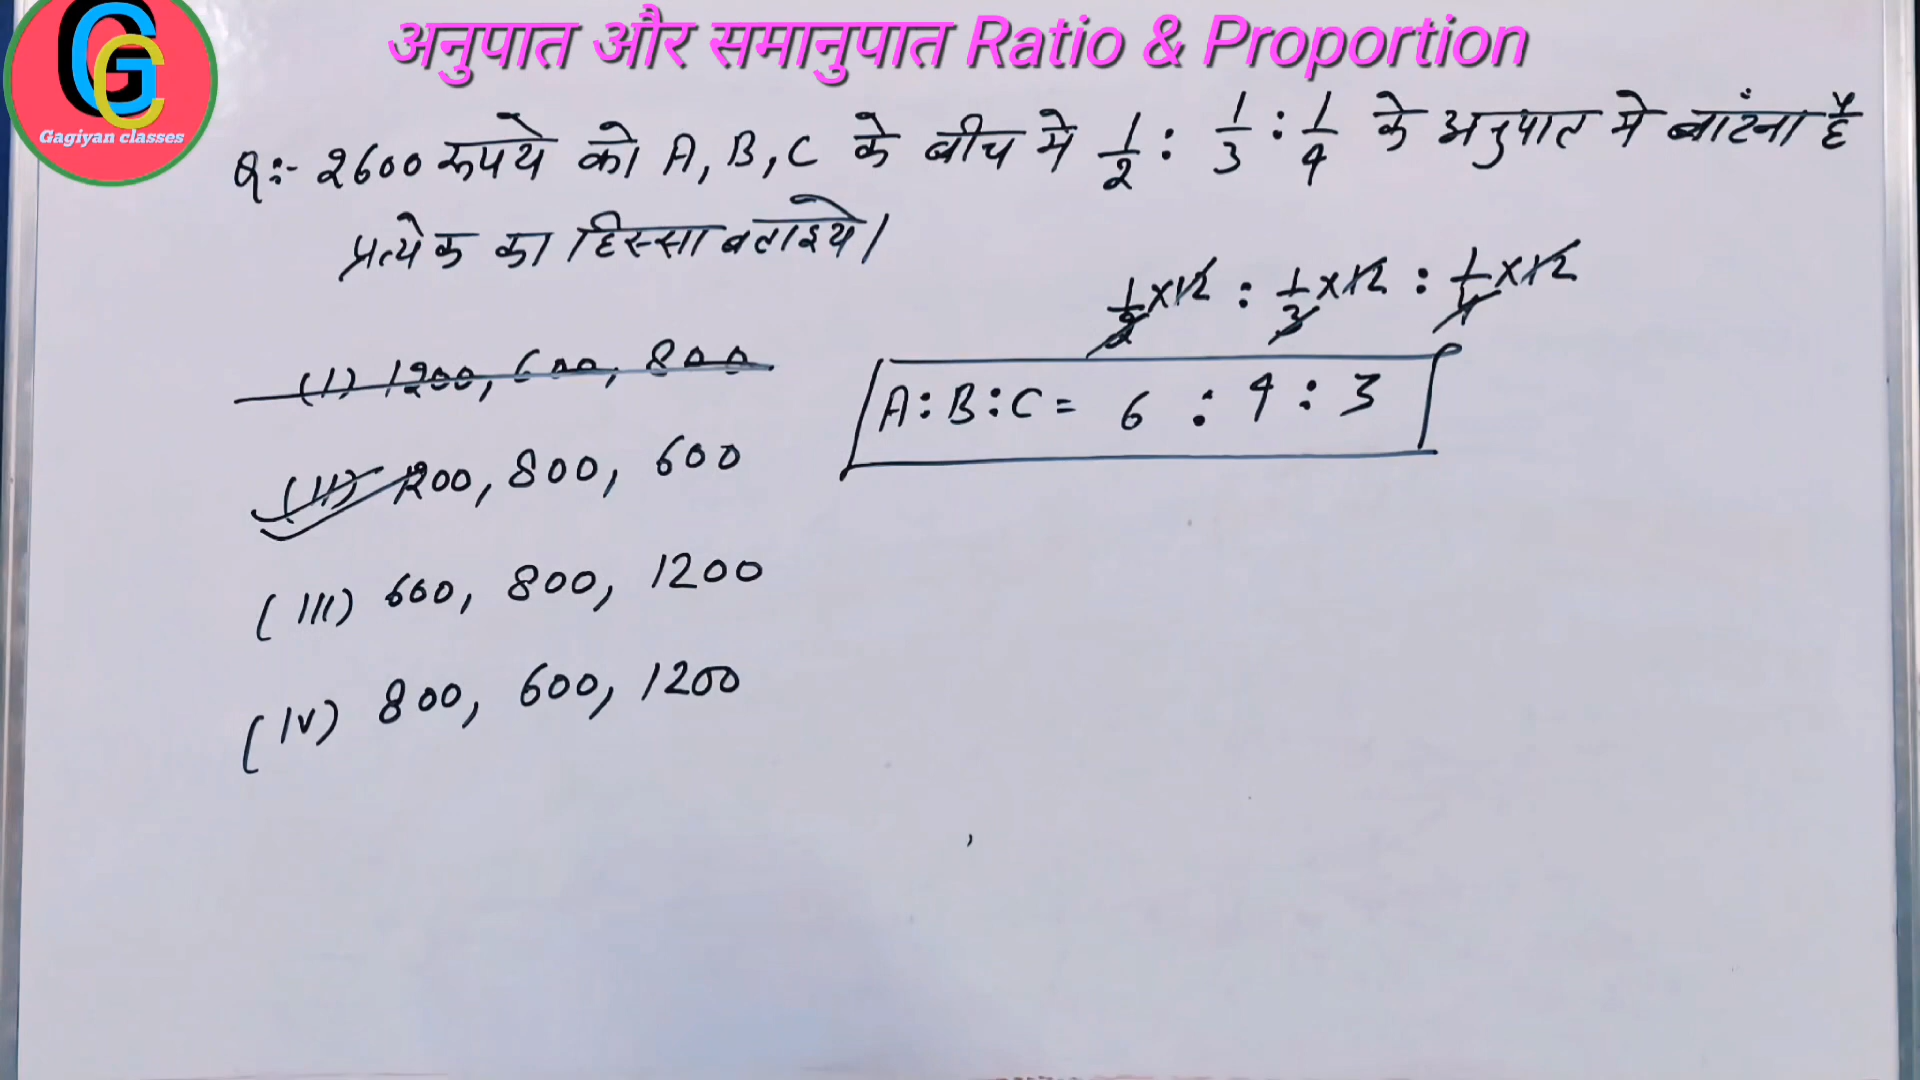 अनुपात और समानुपात Ratio & Proportion
GC
Gagiyan classes
Q:- 2600 रूपये को A, B, C के बीच मे 1/2 : 1/3 : 1/4 के अनुपात मे बांटना है
प्रत्येक का हिस्सा बताइये।
1/2 × 12 : 1/3 × 12 : 1/4 × 12
A : B : C = 6 : 4 : 3
(I) 1200, 600, 800
(II) 1200, 800, 600
(III) 600, 800, 1200
(IV) 800, 600, 1200